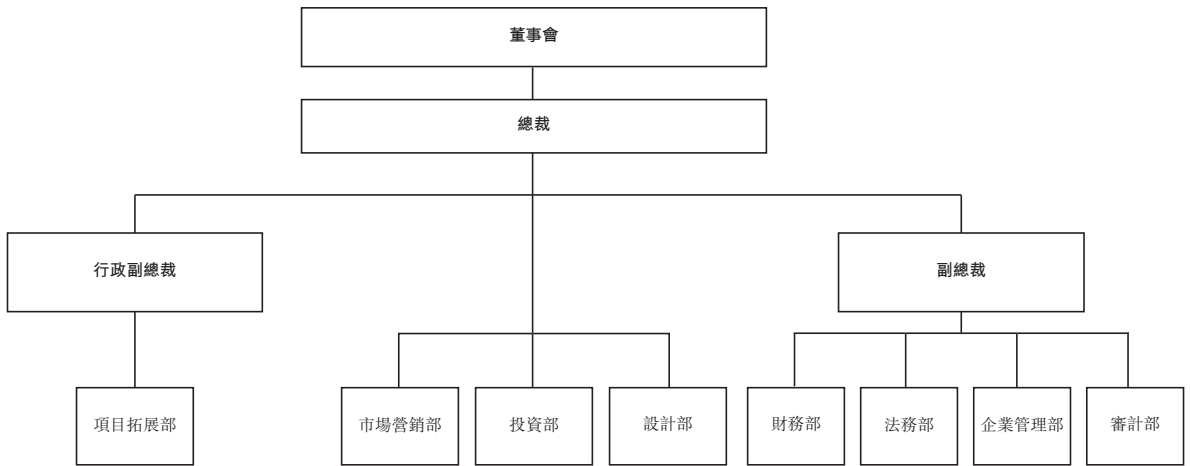 董事會
總裁
行政副總裁
副總裁
項目拓展部
市場營銷部
投資部
設計部
財務部
法務部
企業管理部
審計部